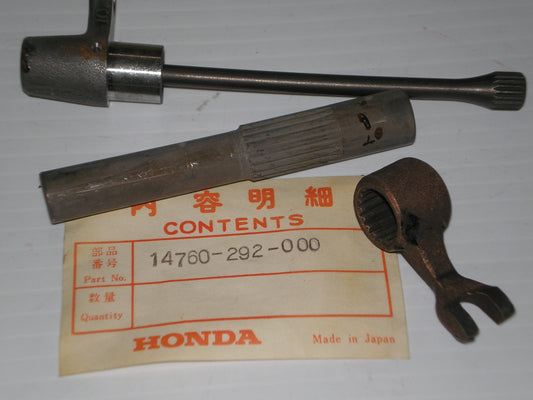 内容明細
CONTENTS
部品
番号
Part No.
14760-292-000
数量
Quantity
HONDA
Made in Japan